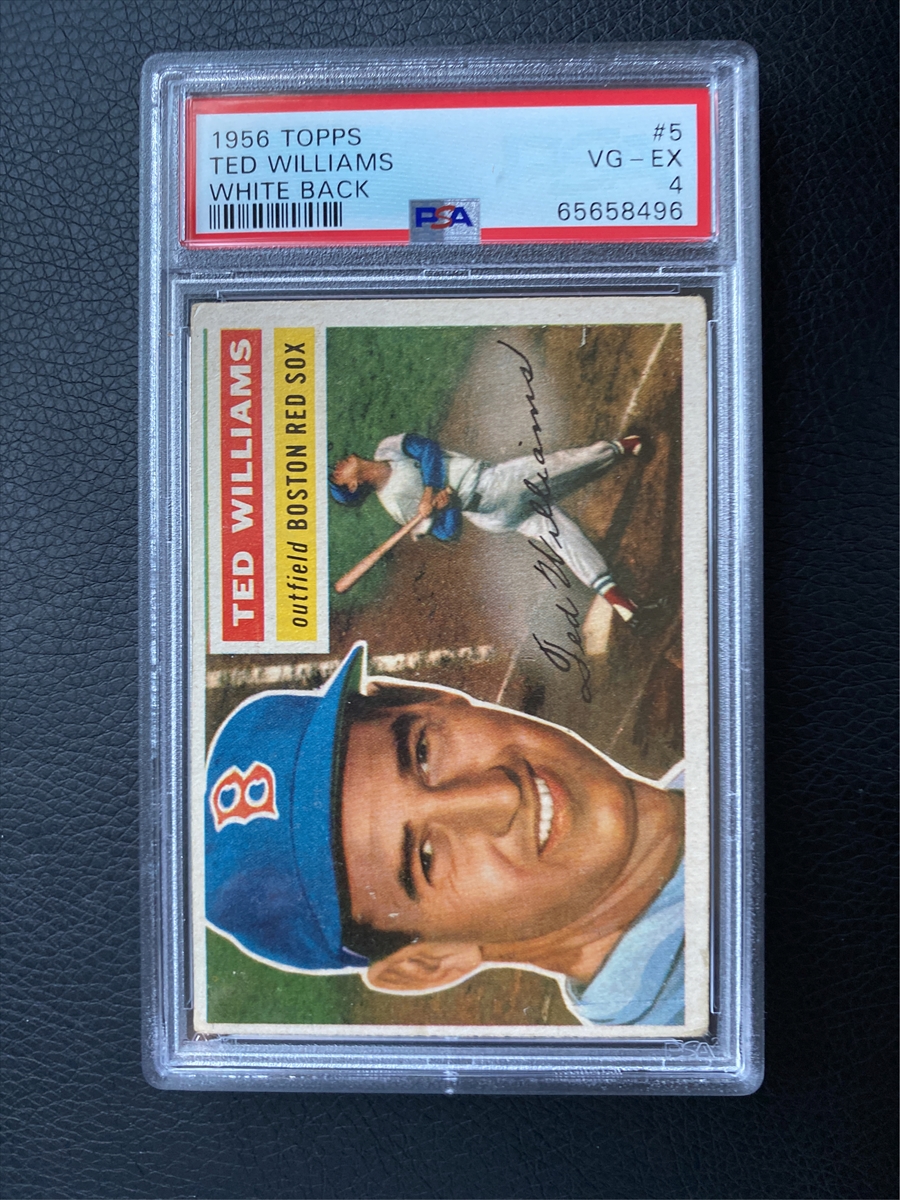 1956 TOPPS #5
TED WILLIAMS VG – EX
WHITE BACK 4
PSA 65658496
TED WILLIAMS
outfield BOSTON RED SOX
Ted Williams
B
PSA